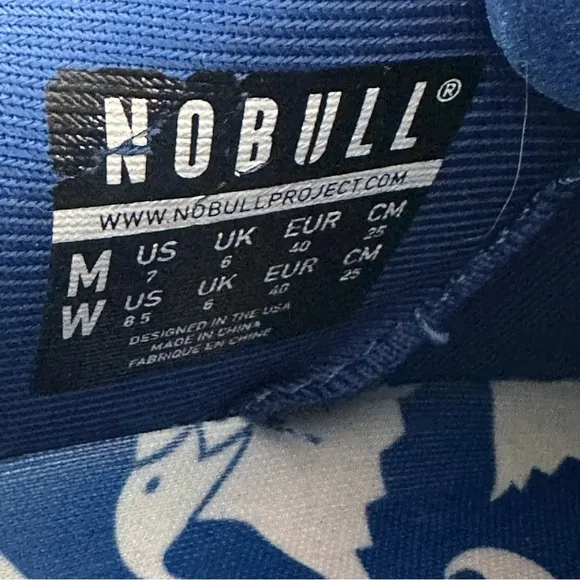 NOBULL®
WWW.NOBULLPROJECT.COM
M US UK EUR CM
7 6 40 25
W US UK EUR CM
8.5 6 40 25
DESIGNED IN THE USA
MADE IN CHINA
FABRIQUE EN CHINE